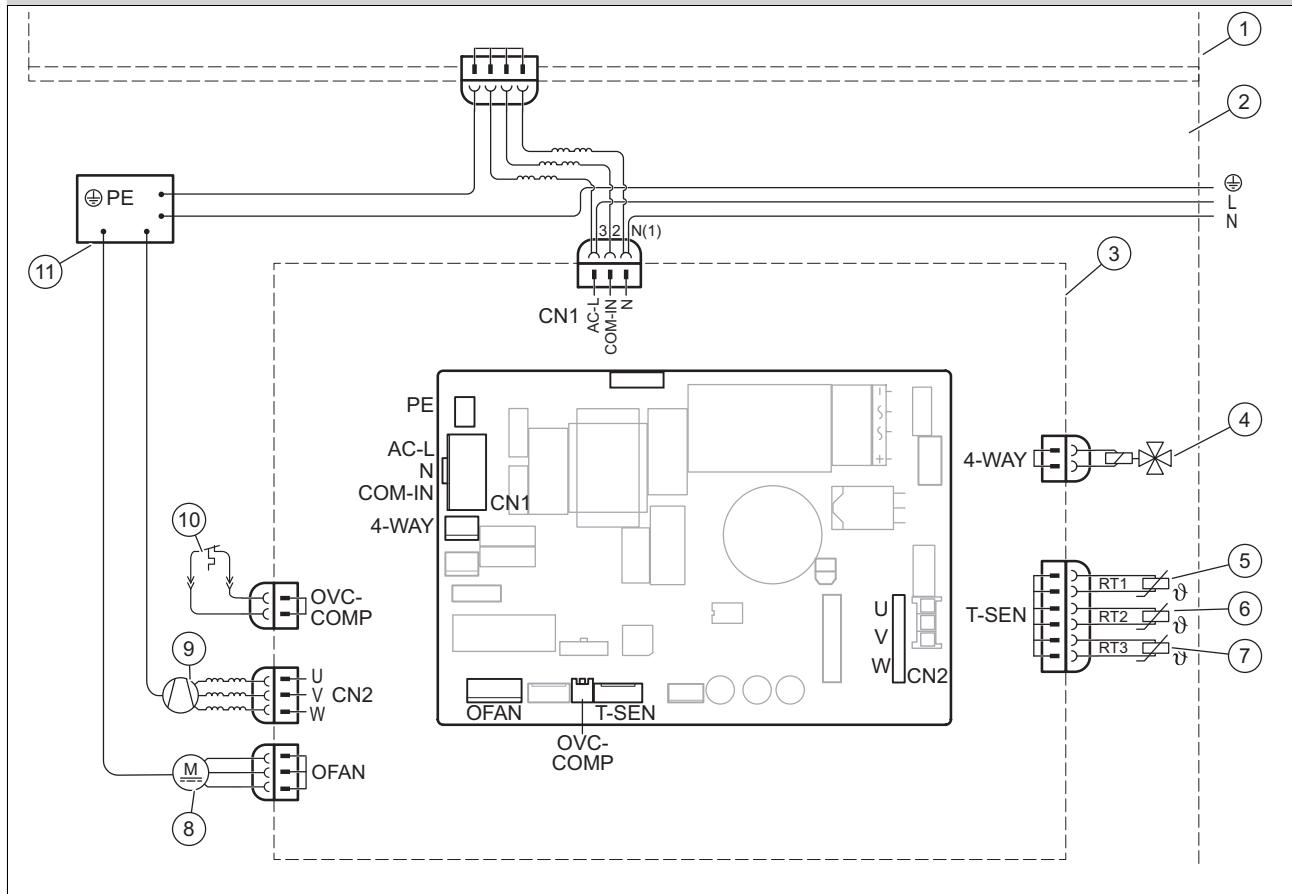 1
2
⏚ PE
⏚
L
N
11
3 2 N(1)
3
CN1
AC-L
COM-IN
N
PE
AC-L
N
COM-IN
CN1
4-WAY
4-WAY
4
10
OVC-
COMP
T-SEN
RT1 ϑ
5
RT2 ϑ
6
RT3 ϑ
7
U
V
W
CN2
9
U
V CN2
W
OFAN
T-SEN
OVC-
COMP
M
OFAN
8